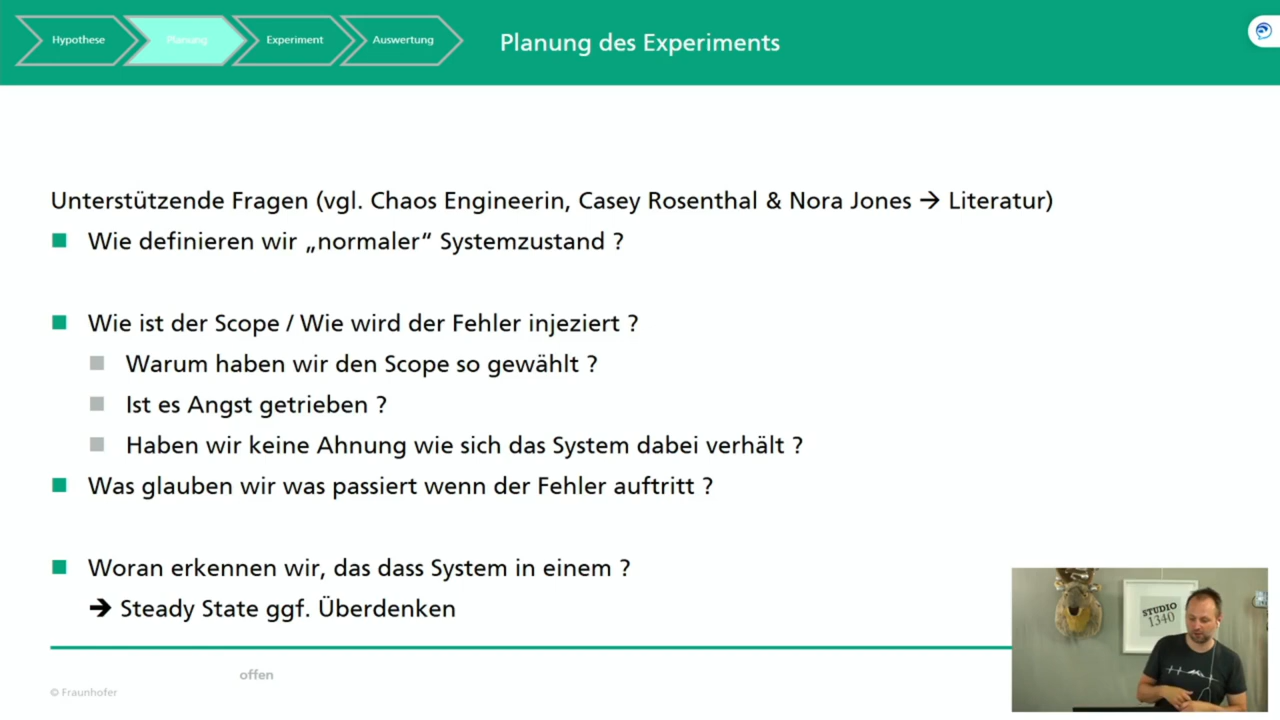 Hypothese
Planung
Experiment
Auswertung
Planung des Experiments
Unterstützende Fragen (vgl. Chaos Engineerin, Casey Rosenthal & Nora Jones → Literatur)
Wie definieren wir „normaler“ Systemzustand ?
Wie ist der Scope / Wie wird der Fehler injeziert ?
Warum haben wir den Scope so gewählt ?
Ist es Angst getrieben ?
Haben wir keine Ahnung wie sich das System dabei verhält ?
Was glauben wir was passiert wenn der Fehler auftritt ?
Woran erkennen wir, das dass System in einem ?
➔ Steady State ggf. Überdenken
STUDIO
1340
offen
© Fraunhofer